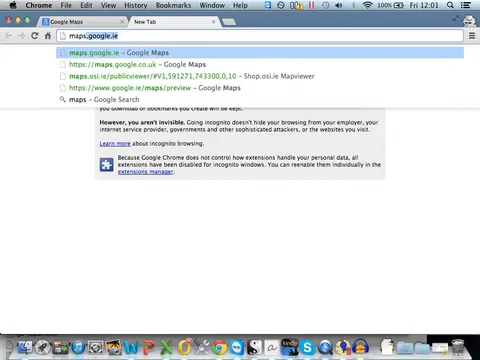 Chrome File Edit View History Bookmarks Window Help 100% Fri 12:01
Google Maps New Tab
maps.google.ie
maps.google.ie – Google Maps
https://maps.google.co.uk – Google Maps
maps.osi.ie/publicviewer/#V1,591271,743300,0,10 – Shop.osi.ie Mapviewer
https://www.google.ie/maps/preview – Google Maps
maps – Google Search
you download or bookmarks you create will be kept.
However, you aren't invisible. Going incognito doesn't hide your browsing from your employer, your
internet service provider, governments and other sophisticated attackers, or the websites you visit.
Learn more about incognito browsing.
Because Google Chrome does not control how extensions handle your personal data, all
extensions have been disabled for incognito windows. You can reenable them individually in the
extensions manager.